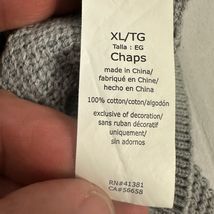 XL/TG
Talla : EG
Chaps
made in China/
fabriqué en Chine/
hecho en China
100% cotton/coton/algodón
exclusive of decoration/
sans ruban décoratif
uniquement/
sin adornos
RN#41381
CA#56658